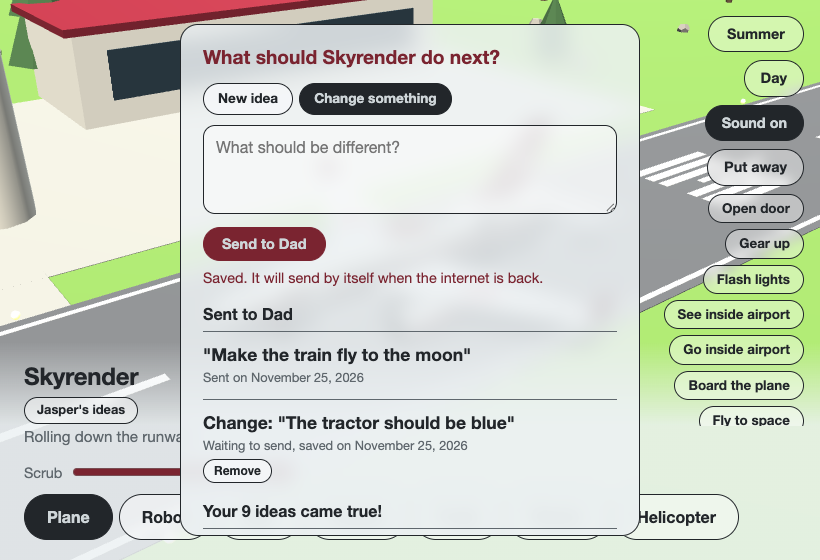 What should Skyrender do next?
New idea
Change something
What should be different?
Send to Dad
Saved. It will send by itself when the internet is back.
Sent to Dad
"Make the train fly to the moon"
Sent on November 25, 2026
Change: "The tractor should be blue"
Waiting to send, saved on November 25, 2026
Remove
Your 9 ideas came true!
Summer
Day
Sound on
Put away
Open door
Gear up
Flash lights
See inside airport
Go inside airport
Board the plane
Fly to space
Skyrender
Jasper's ideas
Rolling down the
Scrub
Plane
Helicopter